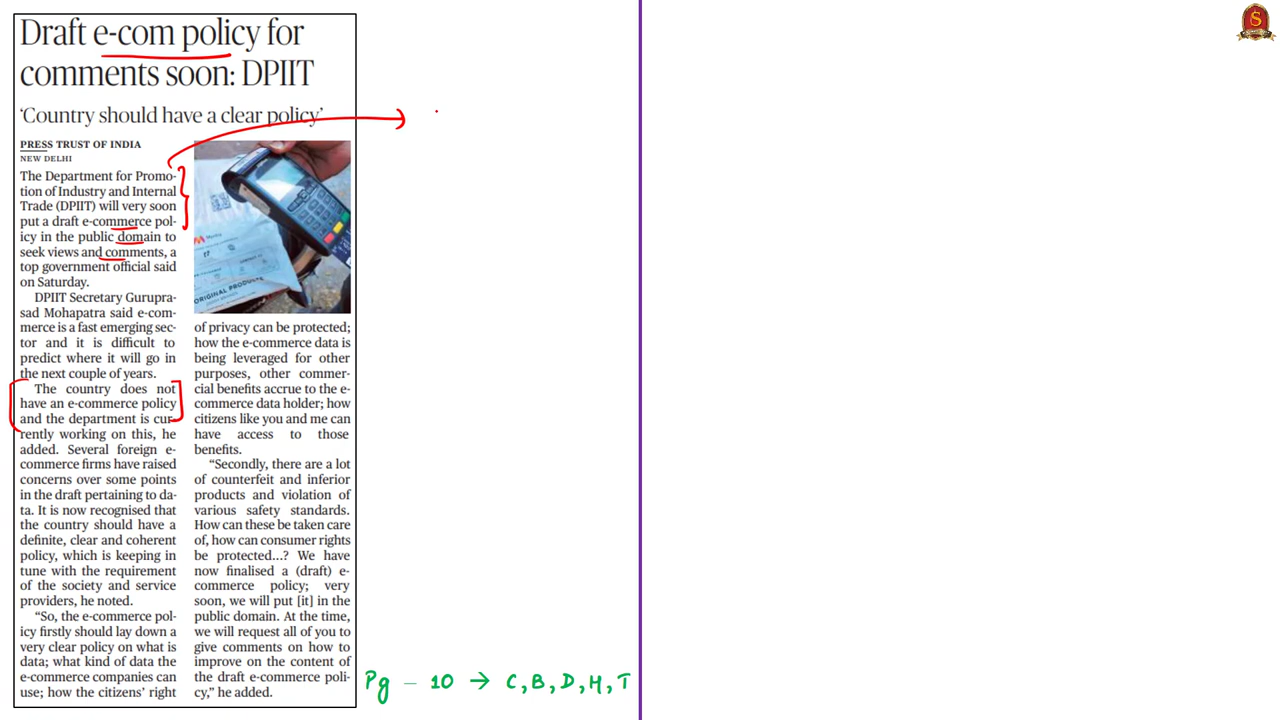 Draft e-com policy for
comments soon: DPIIT
‘Country should have a clear policy’
PRESS TRUST OF INDIA
NEW DELHI
The Department for Promo-
tion of Industry and Internal
Trade (DPIIT) will very soon
put a draft e-commerce pol-
icy in the public domain to
seek views and comments, a
top government official said
on Saturday.
DPIIT Secretary Gurupra-
sad Mohapatra said e-com-
merce is a fast emerging sec-
tor and it is difficult to
predict where it will go in
the next couple of years.
The country does not
have an e-commerce policy
and the department is cur-
rently working on this, he
added. Several foreign e-
commerce firms have raised
concerns over some points
in the draft pertaining to da-
ta. It is now recognised that
the country should have a
definite, clear and coherent
policy, which is keeping in
tune with the requirement
of the society and service
providers, he noted.
“So, the e-commerce pol-
icy firstly should lay down a
very clear policy on what is
data; what kind of data the
e-commerce companies can
use; how the citizens' right
of privacy can be protected;
how the e-commerce data is
being leveraged for other
purposes, other commer-
cial benefits accrue to the e-
commerce data holder; how
citizens like you and me can
have access to those
benefits.
“Secondly, there are a lot
of counterfeit and inferior
products and violation of
various safety standards.
How can these be taken care
of, how can consumer rights
be protected...? We have
now finalised a (draft) e-
commerce policy; very
soon, we will put [it] in the
public domain. At the time,
we will request all of you to
give comments on how to
improve on the content of
the draft e-commerce poli-
cy,” he added.
ORIGINAL PRODUC
Pg – 10 → C, B, D, H, T
S